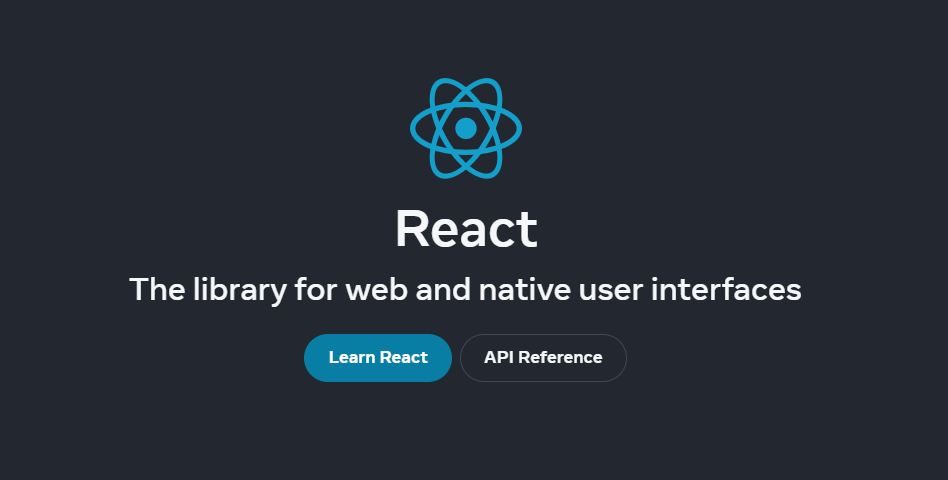 React
The library for web and native user interfaces
Learn React
API Reference